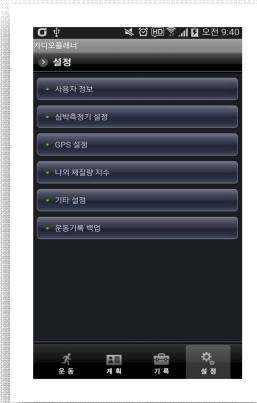 오전 9:40
카디오플래너
설정
사용자 정보
심박측정기 설정
GPS 설정
나의 체질량 지수
기타 설정
운동기록 백업
운동 계획 기록 설정